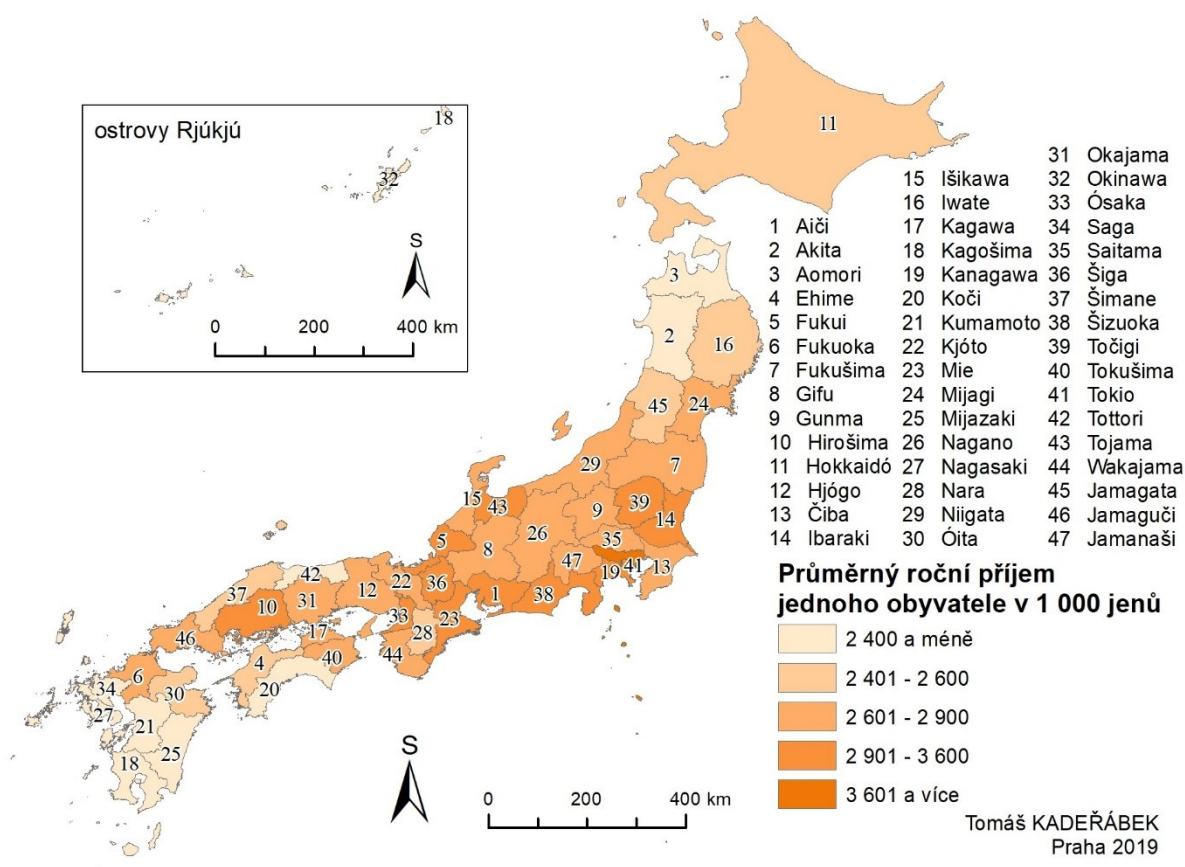 ostrovy Rjúkjú
18
32
S
0 200 400 km
11
3
2
16
45
24
29
7
15
43
39
9
14
26
5
8
35
47
41
13
19
42
22
36
37
12
1
38
10
31
33
23
46
17
28
4
40
44
6
20
34
30
27
21
25
18
S
0 200 400 km
1 Aiči
2 Akita
3 Aomori
4 Ehime
5 Fukui
6 Fukuoka
7 Fukušima
8 Gifu
9 Gunma
10 Hirošima
11 Hokkaidó
12 Hjógo
13 Čiba
14 Ibaraki
15 Išikawa
16 Iwate
17 Kagawa
18 Kagošima
19 Kanagawa
20 Koči
21 Kumamoto
22 Kjóto
23 Mie
24 Mijagi
25 Mijazaki
26 Nagano
27 Nagasaki
28 Nara
29 Niigata
30 Óita
31 Okajama
32 Okinawa
33 Ósaka
34 Saga
35 Saitama
36 Šiga
37 Šimane
38 Šizuoka
39 Točigi
40 Tokušima
41 Tokio
42 Tottori
43 Tojama
44 Wakajama
45 Jamagata
46 Jamaguči
47 Jamanaši
Průměrný roční příjem
jednoho obyvatele v 1 000 jenů
2 400 a méně
2 401 - 2 600
2 601 - 2 900
2 901 - 3 600
3 601 a více
Tomáš KADEŘÁBEK
Praha 2019